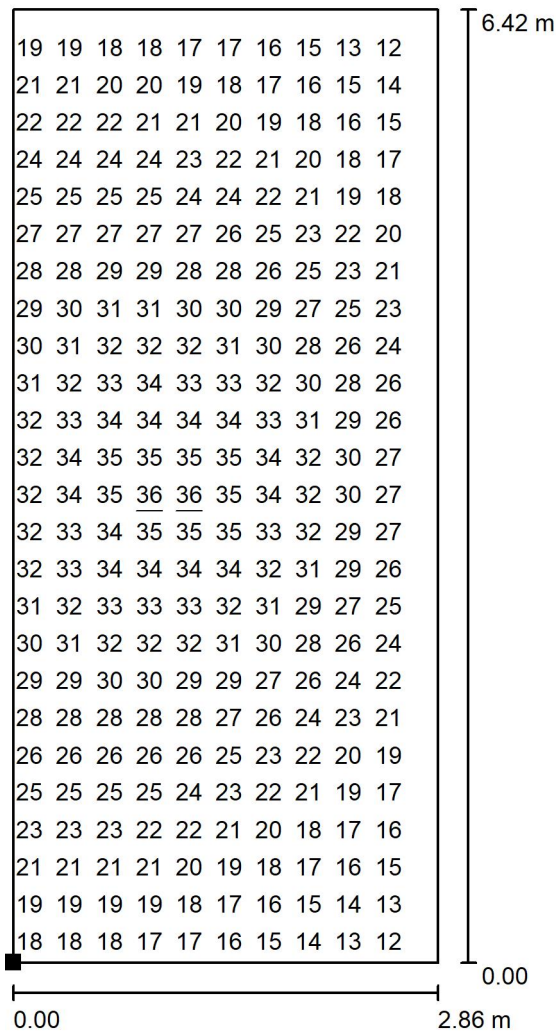 6.42 m
19 19 18 18 17 17 16 15 13 12
21 21 20 20 19 18 17 16 15 14
22 22 22 21 21 20 19 18 16 15
24 24 24 24 23 22 21 20 18 17
25 25 25 25 24 24 22 21 19 18
27 27 27 27 27 26 25 23 22 20
28 28 29 29 28 28 26 25 23 21
29 30 31 31 30 30 29 27 25 23
30 31 32 32 32 31 30 28 26 24
31 32 33 34 33 33 32 30 28 26
32 33 34 34 34 34 33 31 29 26
32 34 35 35 35 35 34 32 30 27
32 34 35 36 36 35 34 32 30 27
32 33 34 35 35 35 33 32 29 27
32 33 34 34 34 34 32 31 29 26
31 32 33 33 33 32 31 29 27 25
30 31 32 32 32 31 30 28 26 24
29 29 30 30 29 29 27 26 24 22
28 28 28 28 28 27 26 24 23 21
26 26 26 26 26 25 23 22 20 19
25 25 25 25 24 23 22 21 19 17
23 23 23 22 22 21 20 18 17 16
21 21 21 21 20 19 18 17 16 15
19 19 19 19 18 17 16 15 14 13
18 18 18 17 17 16 15 14 13 12
0.00
0.00 2.86 m